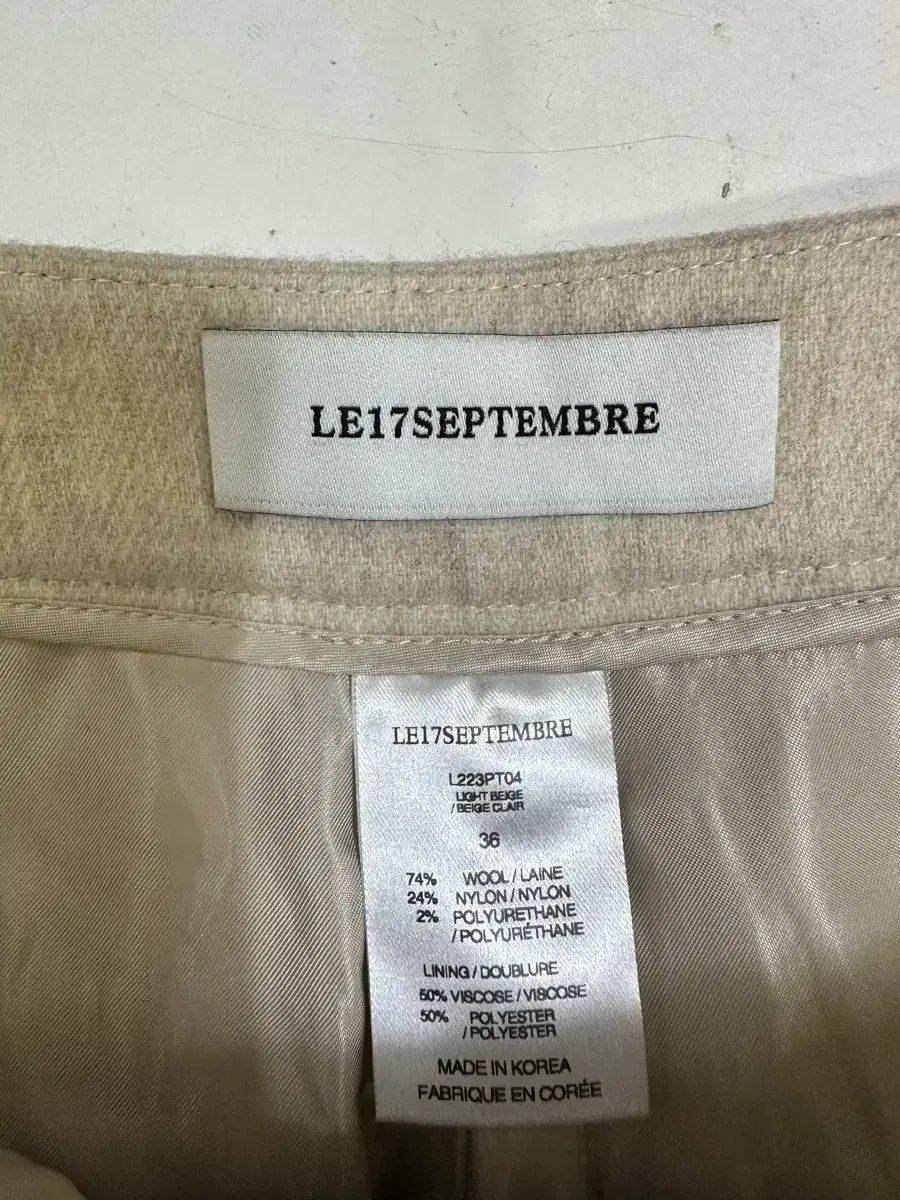 LE17SEPTEMBRE
LE17SEPTEMBRE
L223PT04
LIGHT BEIGE
/ BEIGE CLAIR
36
74% WOOL / LAINE
24% NYLON / NYLON
2% POLYURETHANE
/ POLYURÉTHANE
LINING / DOUBLURE
50% VISCOSE / VISCOSE
50% POLYESTER
/ POLYESTER
MADE IN KOREA
FABRIQUE EN CORÉE